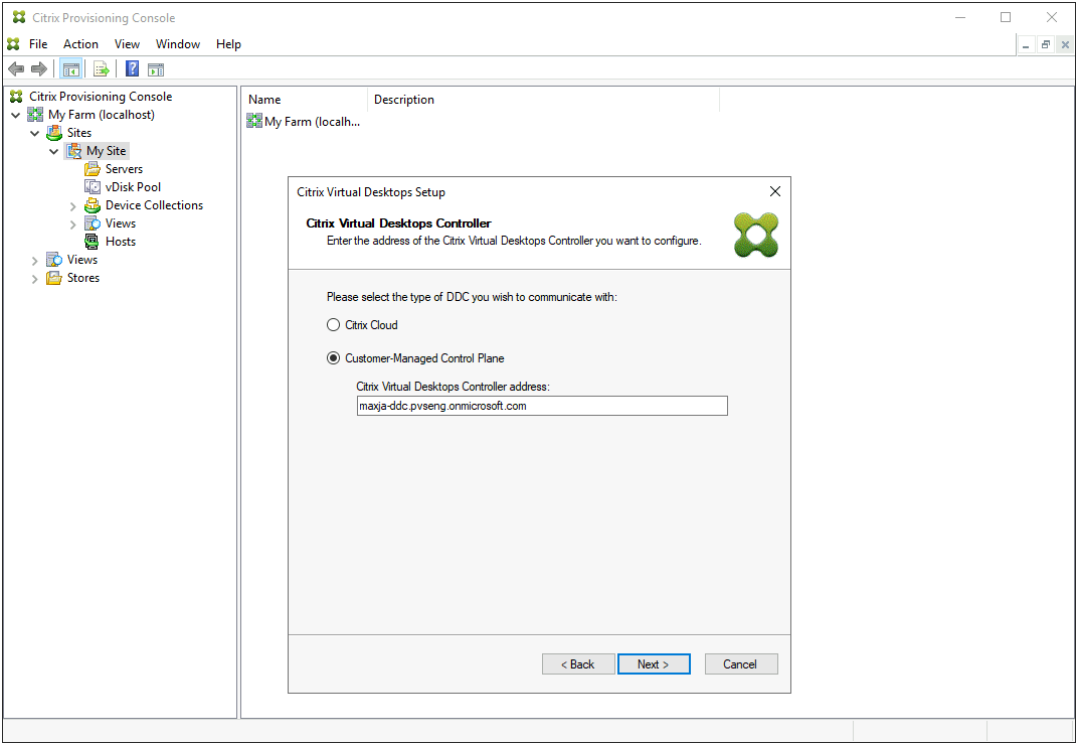 Citrix Provisioning Console
File Action View Window Help
Citrix Provisioning Console
My Farm (localhost)
Sites
My Site
Servers
vDisk Pool
Device Collections
Views
Hosts
Views
Stores
Name Description
My Farm (localh...
Citrix Virtual Desktops Setup
Citrix Virtual Desktops Controller
Enter the address of the Citrix Virtual Desktops Controller you want to configure.
Please select the type of DDC you wish to communicate with:
Citrix Cloud
Customer-Managed Control Plane
Citrix Virtual Desktops Controller address:
maxja-ddc.pvseng.onmicrosoft.com
< Back Next > Cancel